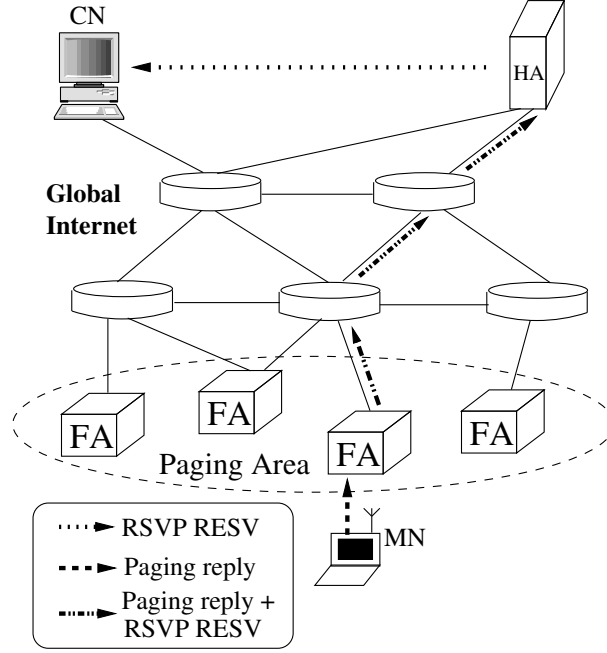 CN
HA
Global
Internet
FA
FA
FA
FA
Paging Area
MN
RSVP RESV
Paging reply
Paging reply +
RSVP RESV